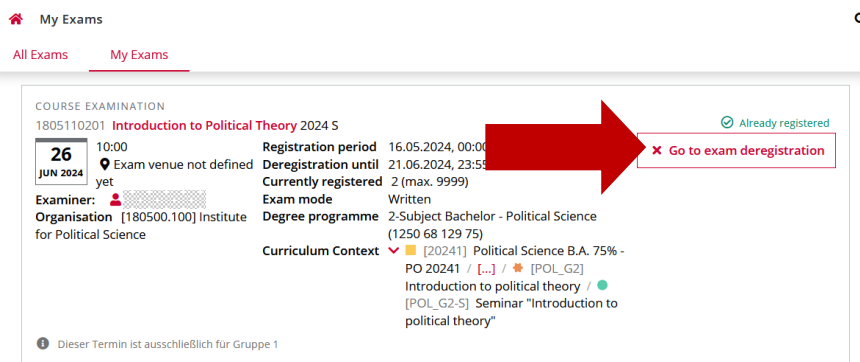 My Exams
All Exams My Exams
COURSE EXAMINATION
1805110201 Introduction to Political Theory 2024 S
Already registered
26
JUN 2024
10:00
Exam venue not defined
yet
Examiner:
Organisation [180500.100] Institute
for Political Science
Registration period 16.05.2024, 00:00
Deregistration until 21.06.2024, 23:55
Currently registered 2 (max. 9999)
Exam mode Written
Degree programme 2-Subject Bachelor - Political Science
(1250 68 129 75)
Curriculum Context [20241] Political Science B.A. 75% -
PO 20241 / [...] / [POL_G2]
Introduction to political theory /
[POL_G2-S] Seminar "Introduction to
political theory"
Go to exam deregistration
Dieser Termin ist ausschließlich für Gruppe 1